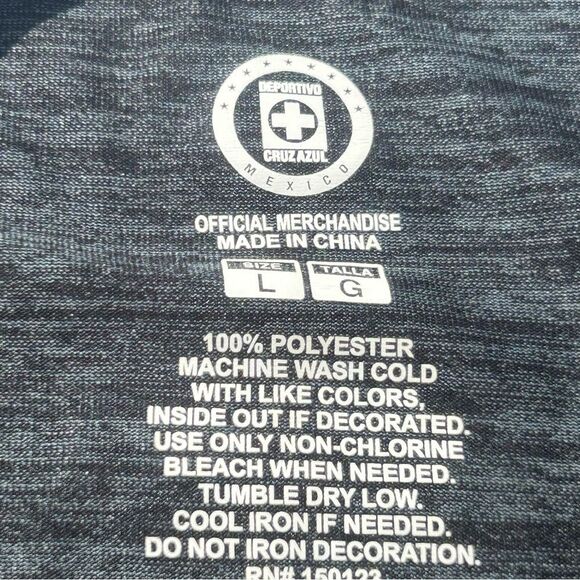 DEPORTIVO
CRUZ AZUL
MEXICO
OFFICIAL MERCHANDISE
MADE IN CHINA
SIZE TALLA
L G
100% POLYESTER
MACHINE WASH COLD
WITH LIKE COLORS,
INSIDE OUT IF DECORATED.
USE ONLY NON-CHLORINE
BLEACH WHEN NEEDED.
TUMBLE DRY LOW.
COOL IRON IF NEEDED.
DO NOT IRON DECORATION.
RN# 150123